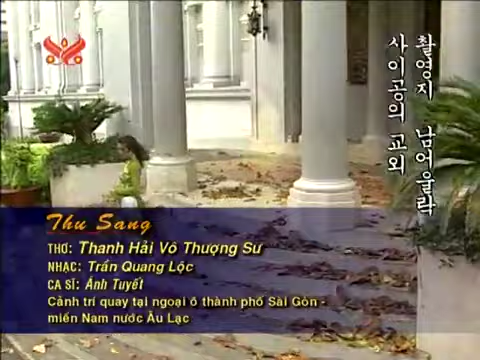 촬영지 남어울락
사이공의 교외
Thu Sang
THƠ: Thanh Hải Vô Thượng Sư
NHẠC: Trần Quang Lộc
CA SĨ: Ánh Tuyết
Cảnh trí quay tại ngoại ô thành phố Sài Gòn -
miền Nam nước Âu Lạc